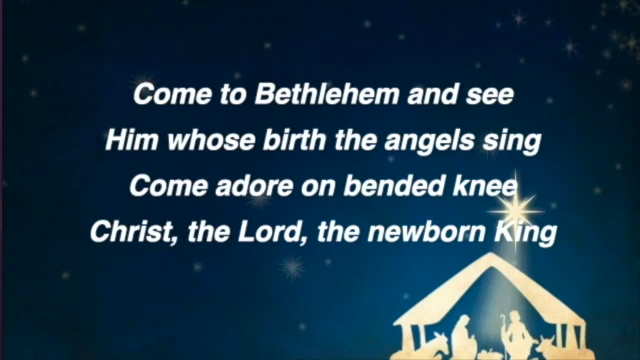 Come to Bethlehem and see
Him whose birth the angels sing
Come adore on bended knee
Christ, the Lord, the newborn King